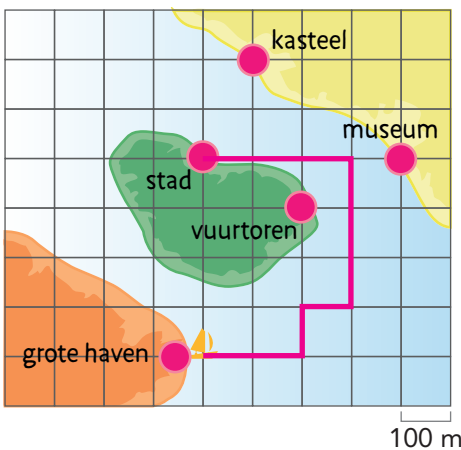 kasteel
museum
stad
vuurtoren
grote haven
100 m